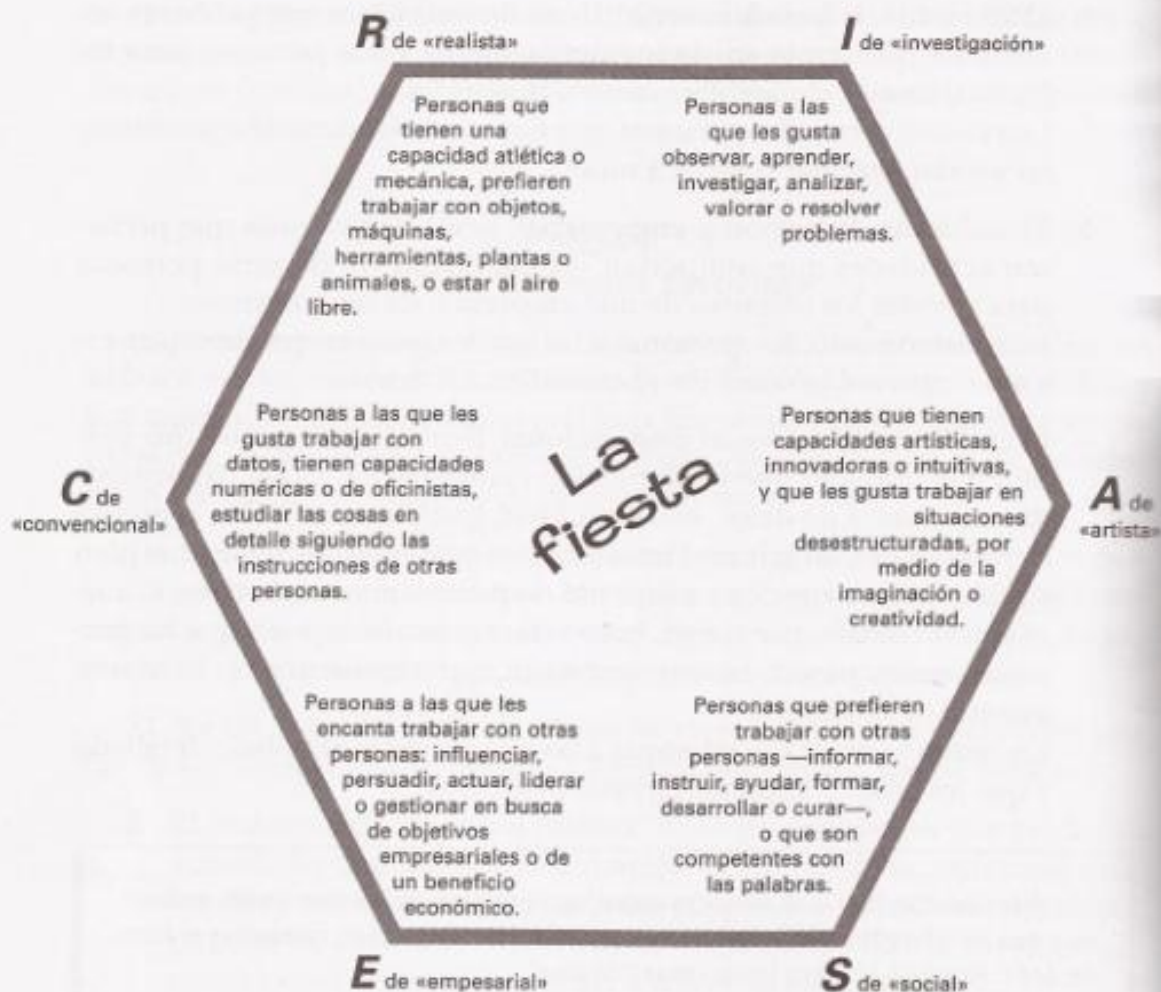 R de «realista»
I de «investigación»
Personas que
tienen una
capacidad atlética o
mecánica, prefieren
trabajar con objetos,
máquinas,
herramientas, plantas o
animales, o estar al aire
libre.
Personas a las
que les gusta
observar, aprender,
investigar, analizar,
valorar o resolver
problemas.
C de
«convencional»
Personas a las que les
gusta trabajar con
datos, tienen capacidades
numéricas o de oficinistas,
estudiar las cosas en
detalle siguiendo las
instrucciones de otras
personas.
La
fiesta
Personas que tienen
capacidades artísticas,
innovadoras o intuitivas,
y que les gusta trabajar en
situaciones
desestructuradas, por
medio de la
imaginación o
creatividad.
A de
«artista»
Personas a las que les
encanta trabajar con otras
personas: influenciar,
persuadir, actuar, liderar
o gestionar en busca
de objetivos
empresariales o de
un beneficio
económico.
Personas que prefieren
trabajar con otras
personas —informar,
instruir, ayudar, formar,
desarrollar o curar—,
o que son
competentes con
las palabras.
E de «empresarial»
S de «social»